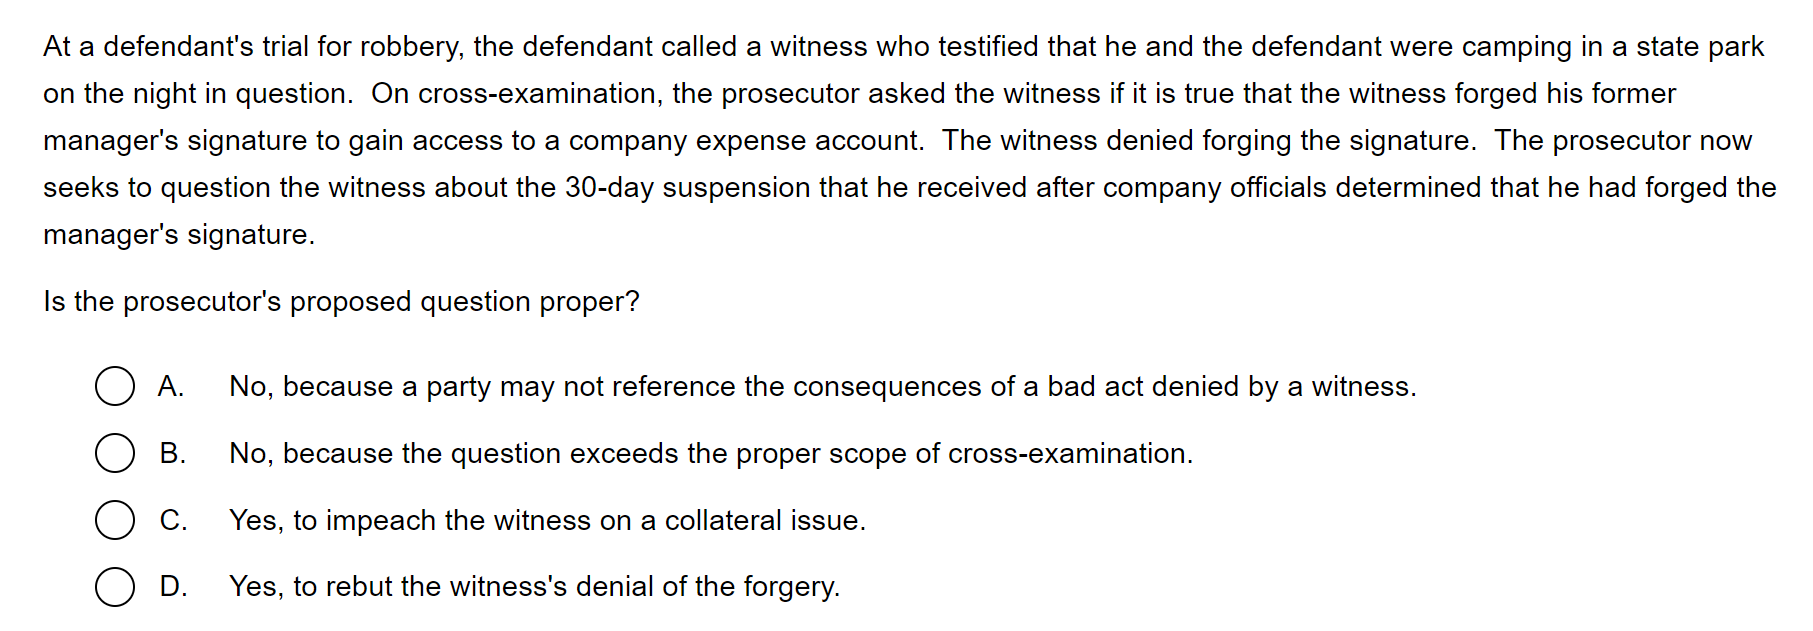 At a defendant's trial for robbery, the defendant called a witness who testified that he and the defendant were camping in a state park
on the night in question.  On cross-examination, the prosecutor asked the witness if it is true that the witness forged his former
manager's signature to gain access to a company expense account.  The witness denied forging the signature.  The prosecutor now
seeks to question the witness about the 30-day suspension that he received after company officials determined that he had forged the
manager's signature.
Is the prosecutor's proposed question proper?
A. No, because a party may not reference the consequences of a bad act denied by a witness.
B. No, because the question exceeds the proper scope of cross-examination.
C. Yes, to impeach the witness on a collateral issue.
D. Yes, to rebut the witness's denial of the forgery.